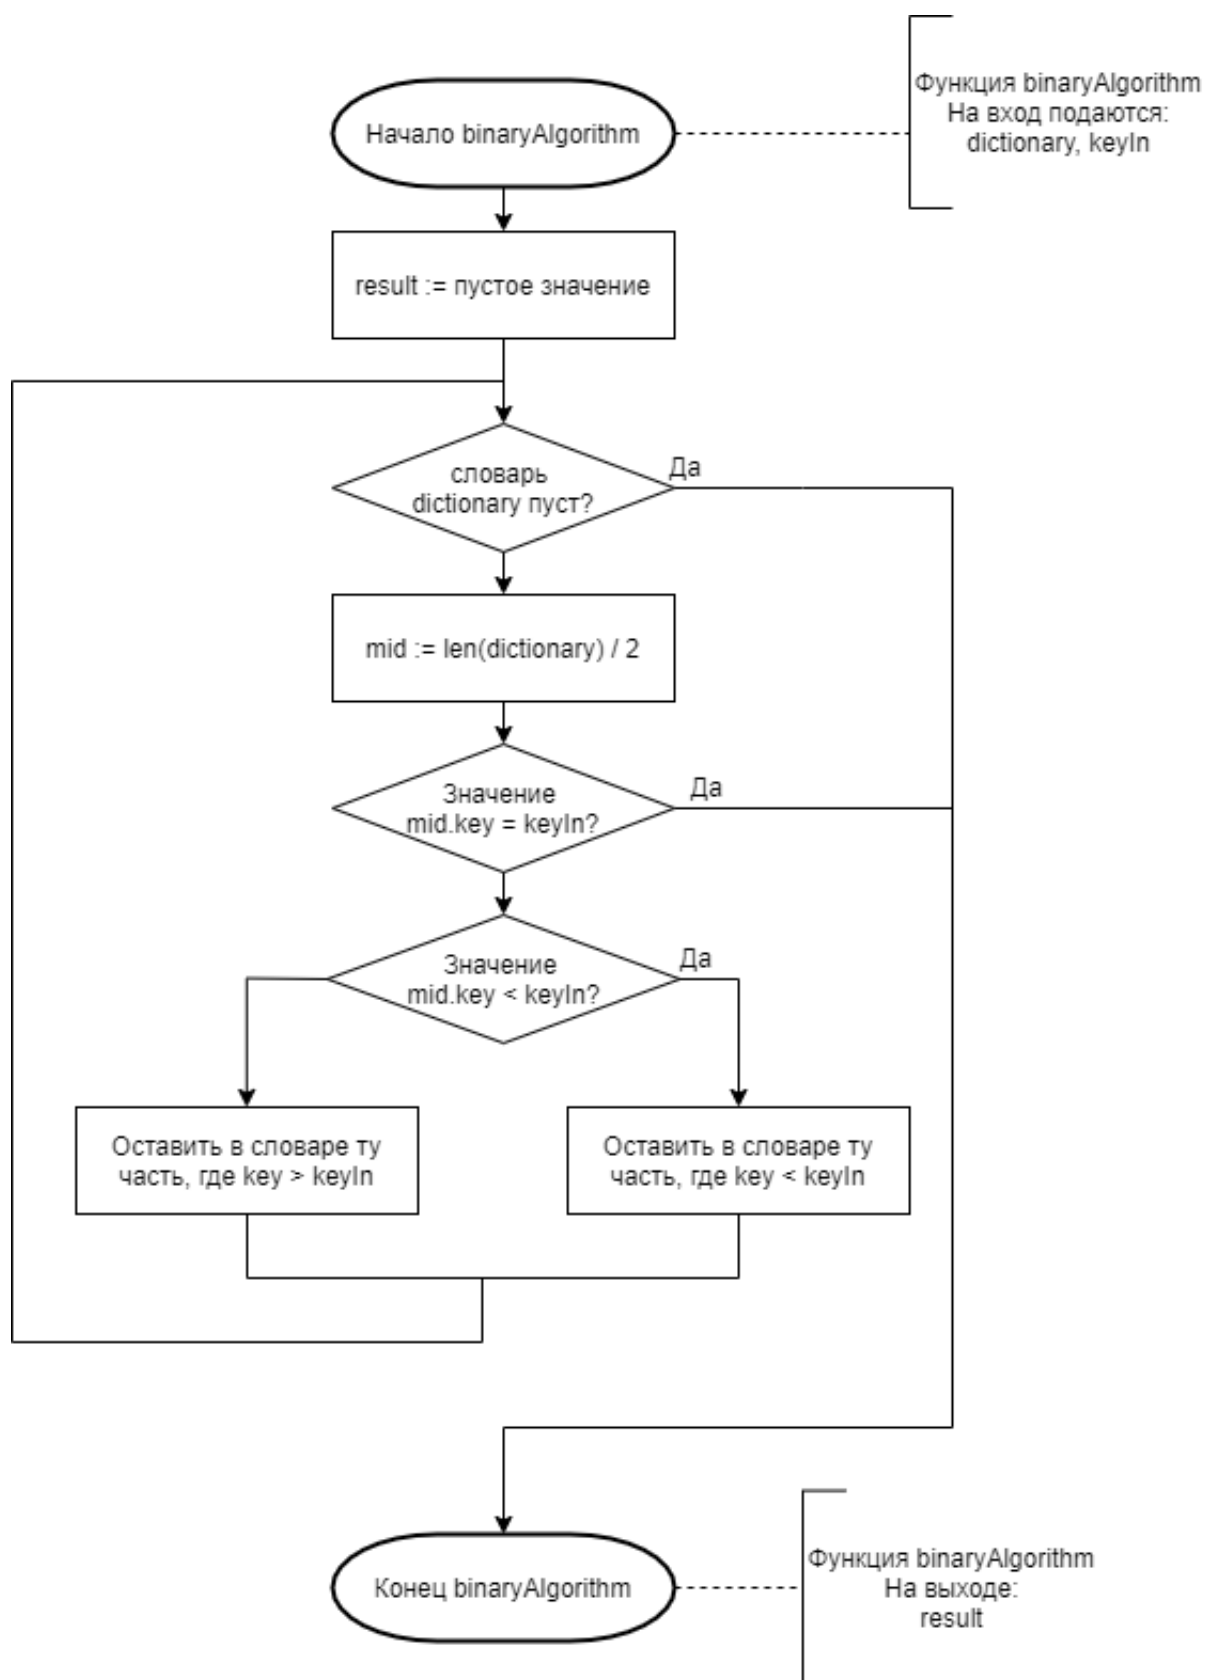 Функция binaryAlgorithm
На вход подаются:
dictionary, keyIn
Начало binaryAlgorithm
result := пустое значение
словарь
dictionary пуст?
Да
mid := len(dictionary) / 2
Значение
mid.key = keyIn?
Да
Значение
mid.key < keyIn?
Да
Оставить в словаре ту
часть, где key > keyIn
Оставить в словаре ту
часть, где key < keyIn
Функция binaryAlgorithm
На выходе:
result
Конец binaryAlgorithm